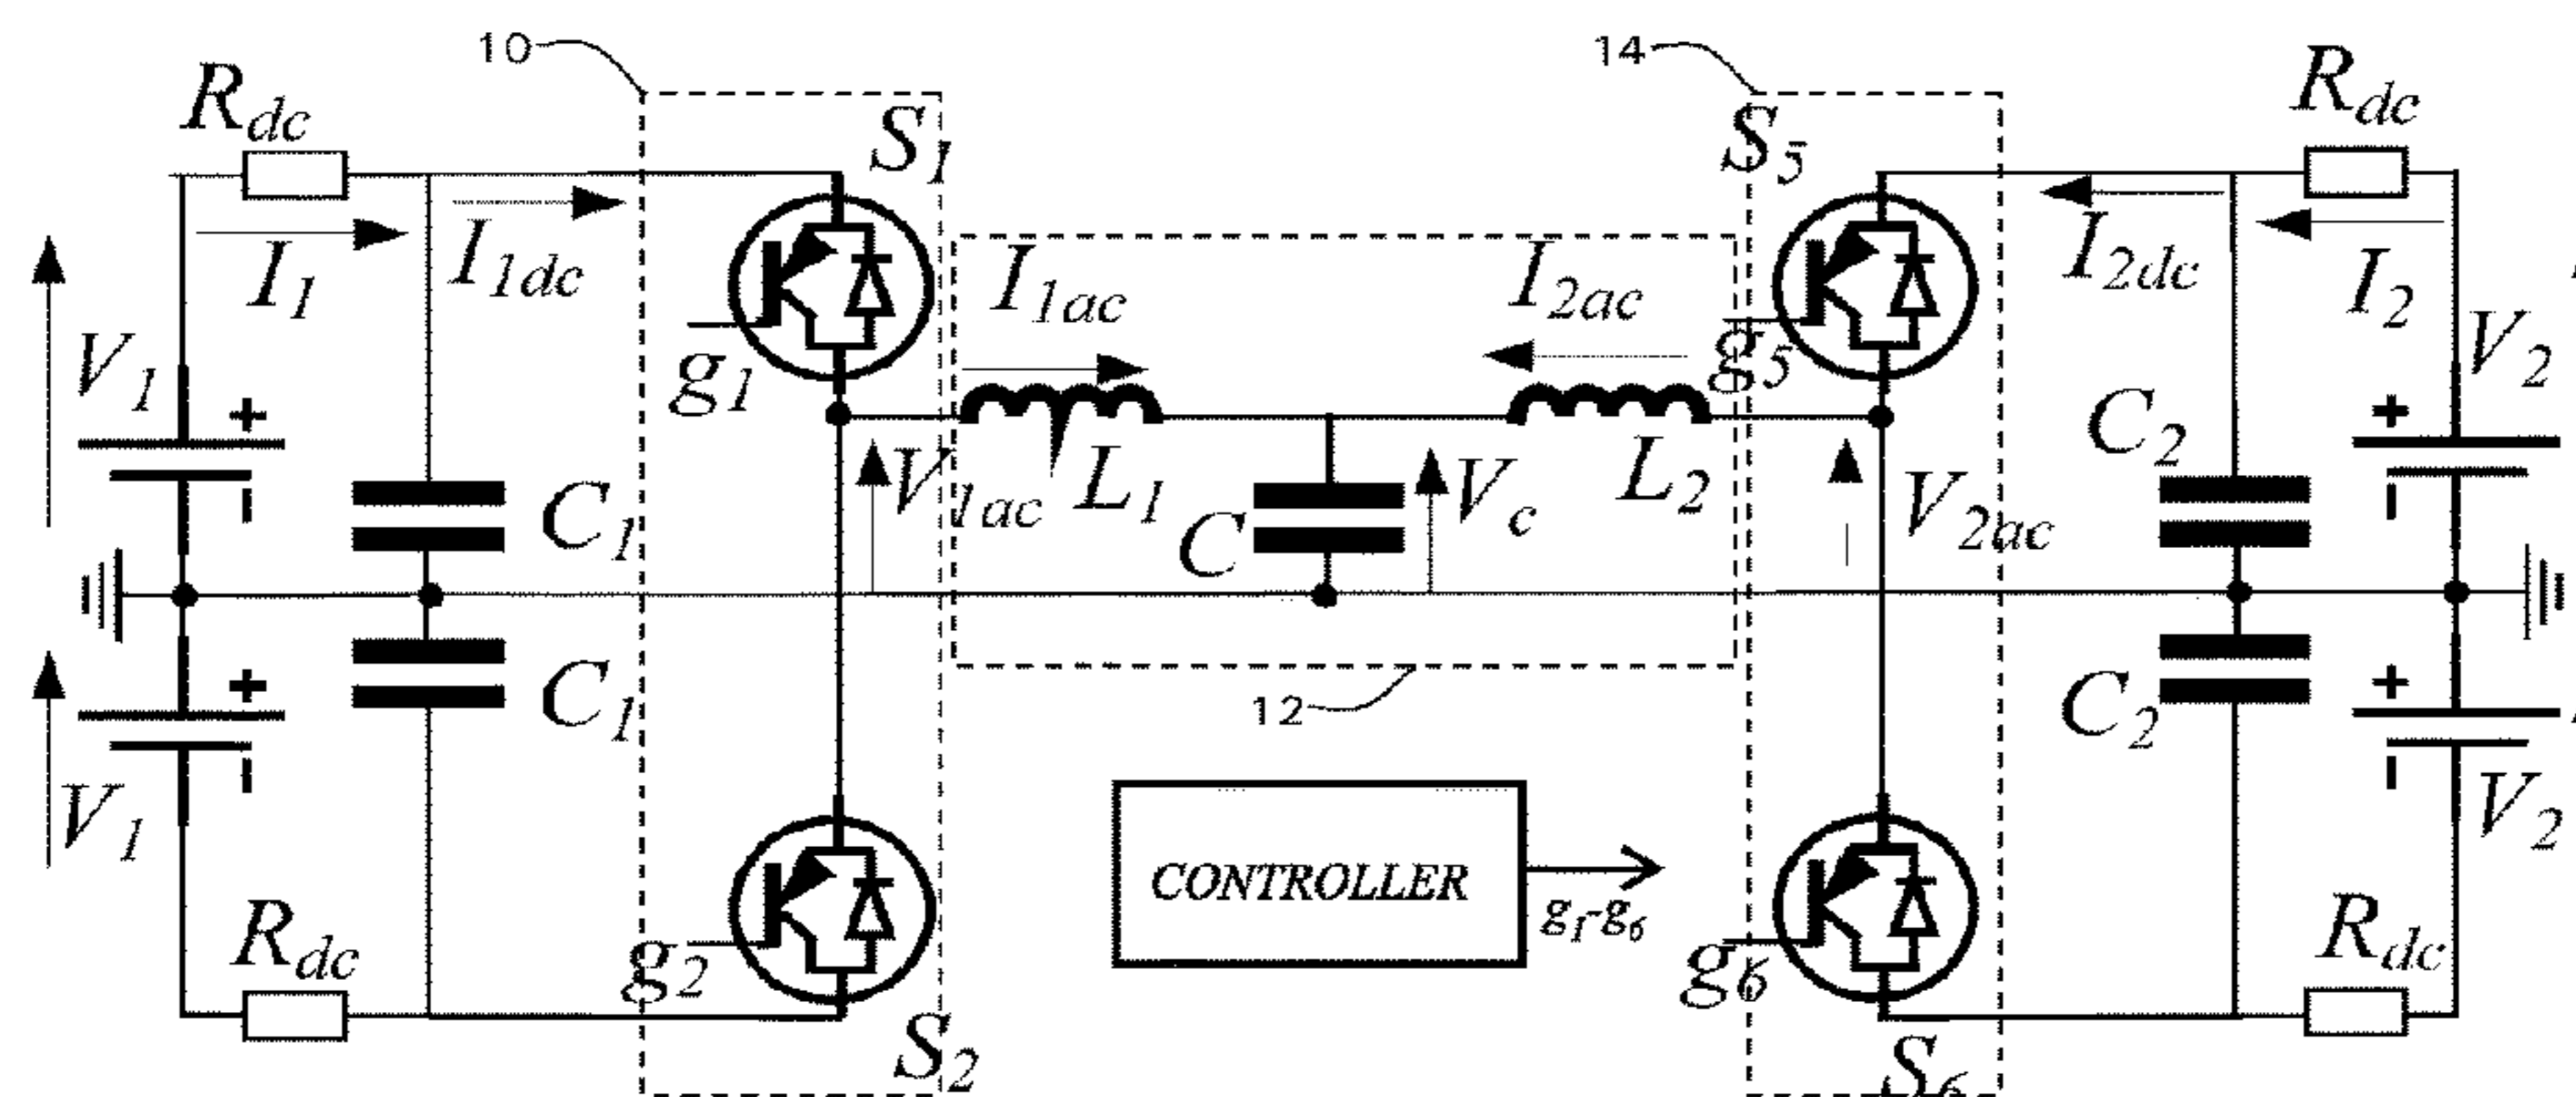 10
14
R_dc
S_1
S_5
R_dc
I_1
I_1dc
I_1ac
I_2ac
I_2dc
I_2
V_1
g_1
g_5
V_2
+
+
C_2
-
C_1
V_1ac
L_1
C
V_c
L_2
V_2ac
-
C_1
C_2
+
+
12
-
-
V_1
V_2
CONTROLLER
g_1-g_6
R_dc
g_2
g_6
R_dc
S_2
S_6